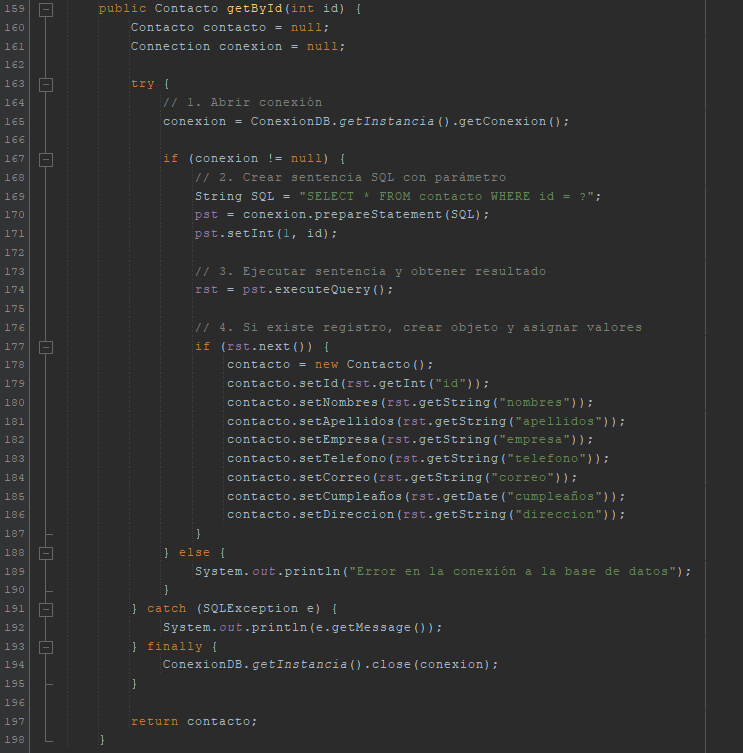 159 public Contacto getById(int id) {
160 Contacto contacto = null;
161 Connection conexion = null;
162
163 try {
164 // 1. Abrir conexión
165 conexion = ConexionDB.getInstancia().getConexion();
166
167 if (conexion != null) {
168 // 2. Crear sentencia SQL con parámetro
169 String SQL = "SELECT * FROM contacto WHERE id = ?";
170 pst = conexion.prepareStatement(SQL);
171 pst.setInt(1, id);
172
173 // 3. Ejecutar sentencia y obtener resultado
174 rst = pst.executeQuery();
175
176 // 4. Si existe registro, crear objeto y asignar valores
177 if (rst.next()) {
178 contacto = new Contacto();
179 contacto.setId(rst.getInt("id"));
180 contacto.setNombres(rst.getString("nombres"));
181 contacto.setApellidos(rst.getString("apellidos"));
182 contacto.setEmpresa(rst.getString("empresa"));
183 contacto.setTelefono(rst.getString("telefono"));
184 contacto.setCorreo(rst.getString("correo"));
185 contacto.setCumpleaños(rst.getDate("cumpleaños"));
186 contacto.setDireccion(rst.getString("direccion"));
187 }
188 } else {
189 System.out.println("Error en la conexión a la base de datos");
190 }
191 } catch (SQLException e) {
192 System.out.println(e.getMessage());
193 } finally {
194 ConexionDB.getInstancia().close(conexion);
195 }
196
197 return contacto;
198 }